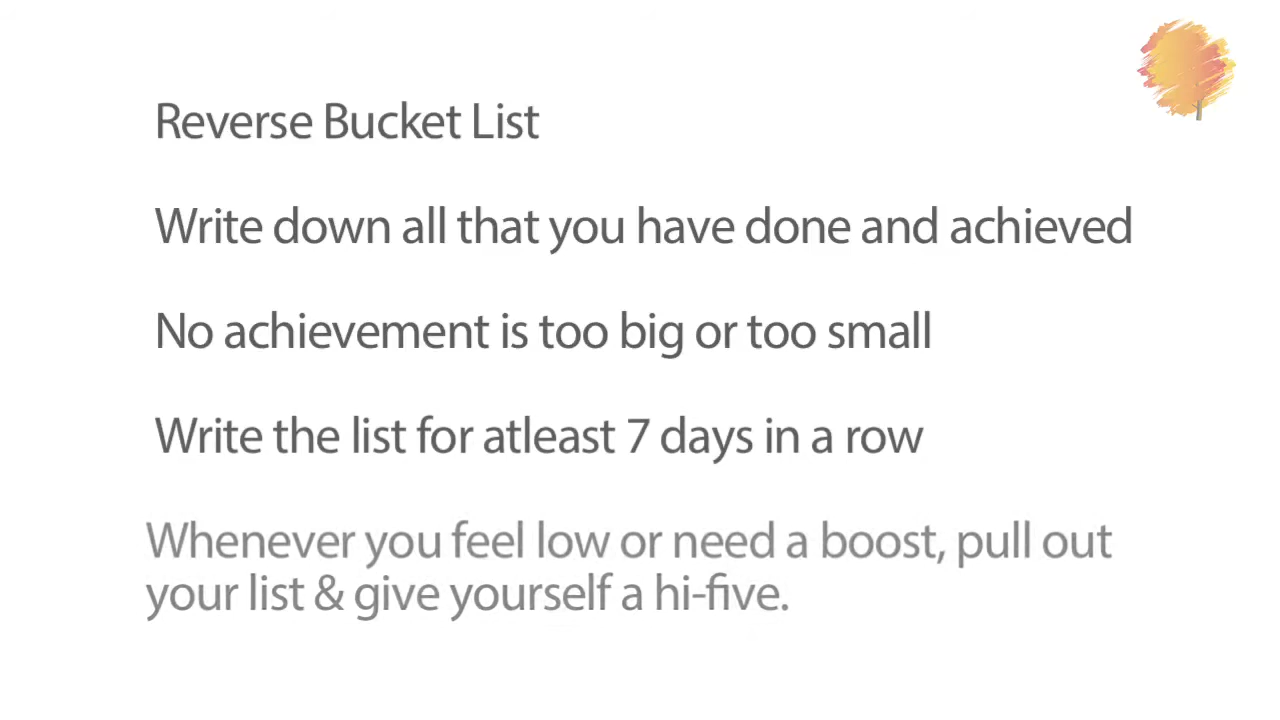 Reverse Bucket List
Write down all that you have done and achieved
No achievement is too big or too small
Write the list for atleast 7 days in a row
Whenever you feel low or need a boost, pull out
your list & give yourself a hi-five.